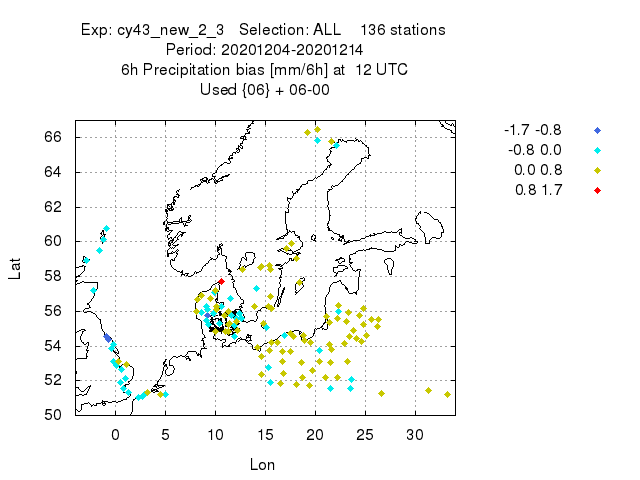 Exp: cy43_new_2_3   Selection: ALL    136 stations
Period: 20201204-20201214
6h Precipitation bias [mm/6h] at  12 UTC
Used {06} + 06-00
-1.7 -0.8
-0.8 0.0
0.0 0.8
0.8 1.7
66
64
62
60
58
56
54
52
50
Lat
0 5 10 15 20 25 30
Lon